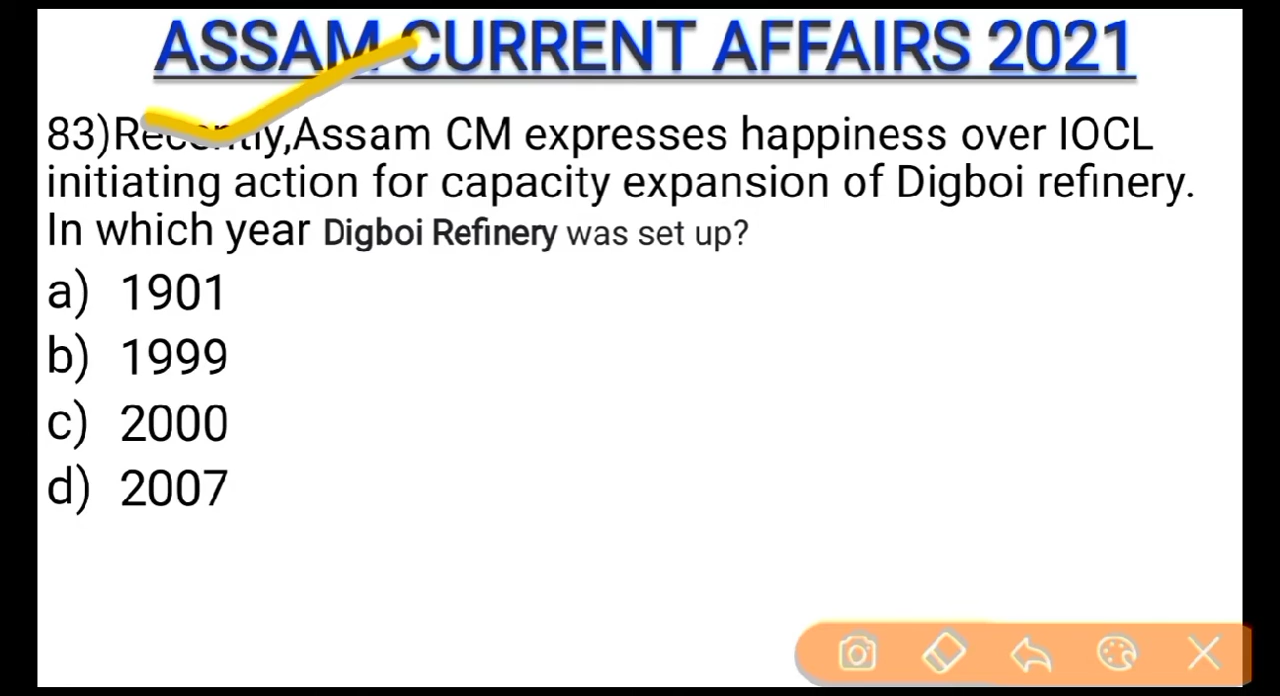 ASSAM CURRENT AFFAIRS 2021
83)Recently,Assam CM expresses happiness over IOCL
initiating action for capacity expansion of Digboi refinery.
In which year Digboi Refinery was set up?
a) 1901
b) 1999
c) 2000
d) 2007